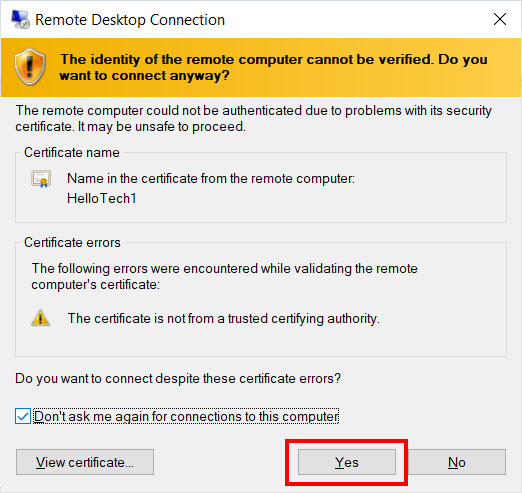 Remote Desktop Connection
The identity of the remote computer cannot be verified. Do you
want to connect anyway?
The remote computer could not be authenticated due to problems with its security
certificate. It may be unsafe to proceed.
Certificate name
Name in the certificate from the remote computer:
HelloTech1
Certificate errors
The following errors were encountered while validating the remote
computer's certificate:
The certificate is not from a trusted certifying authority.
Do you want to connect despite these certificate errors?
Don't ask me again for connections to this computer
View certificate... Yes No